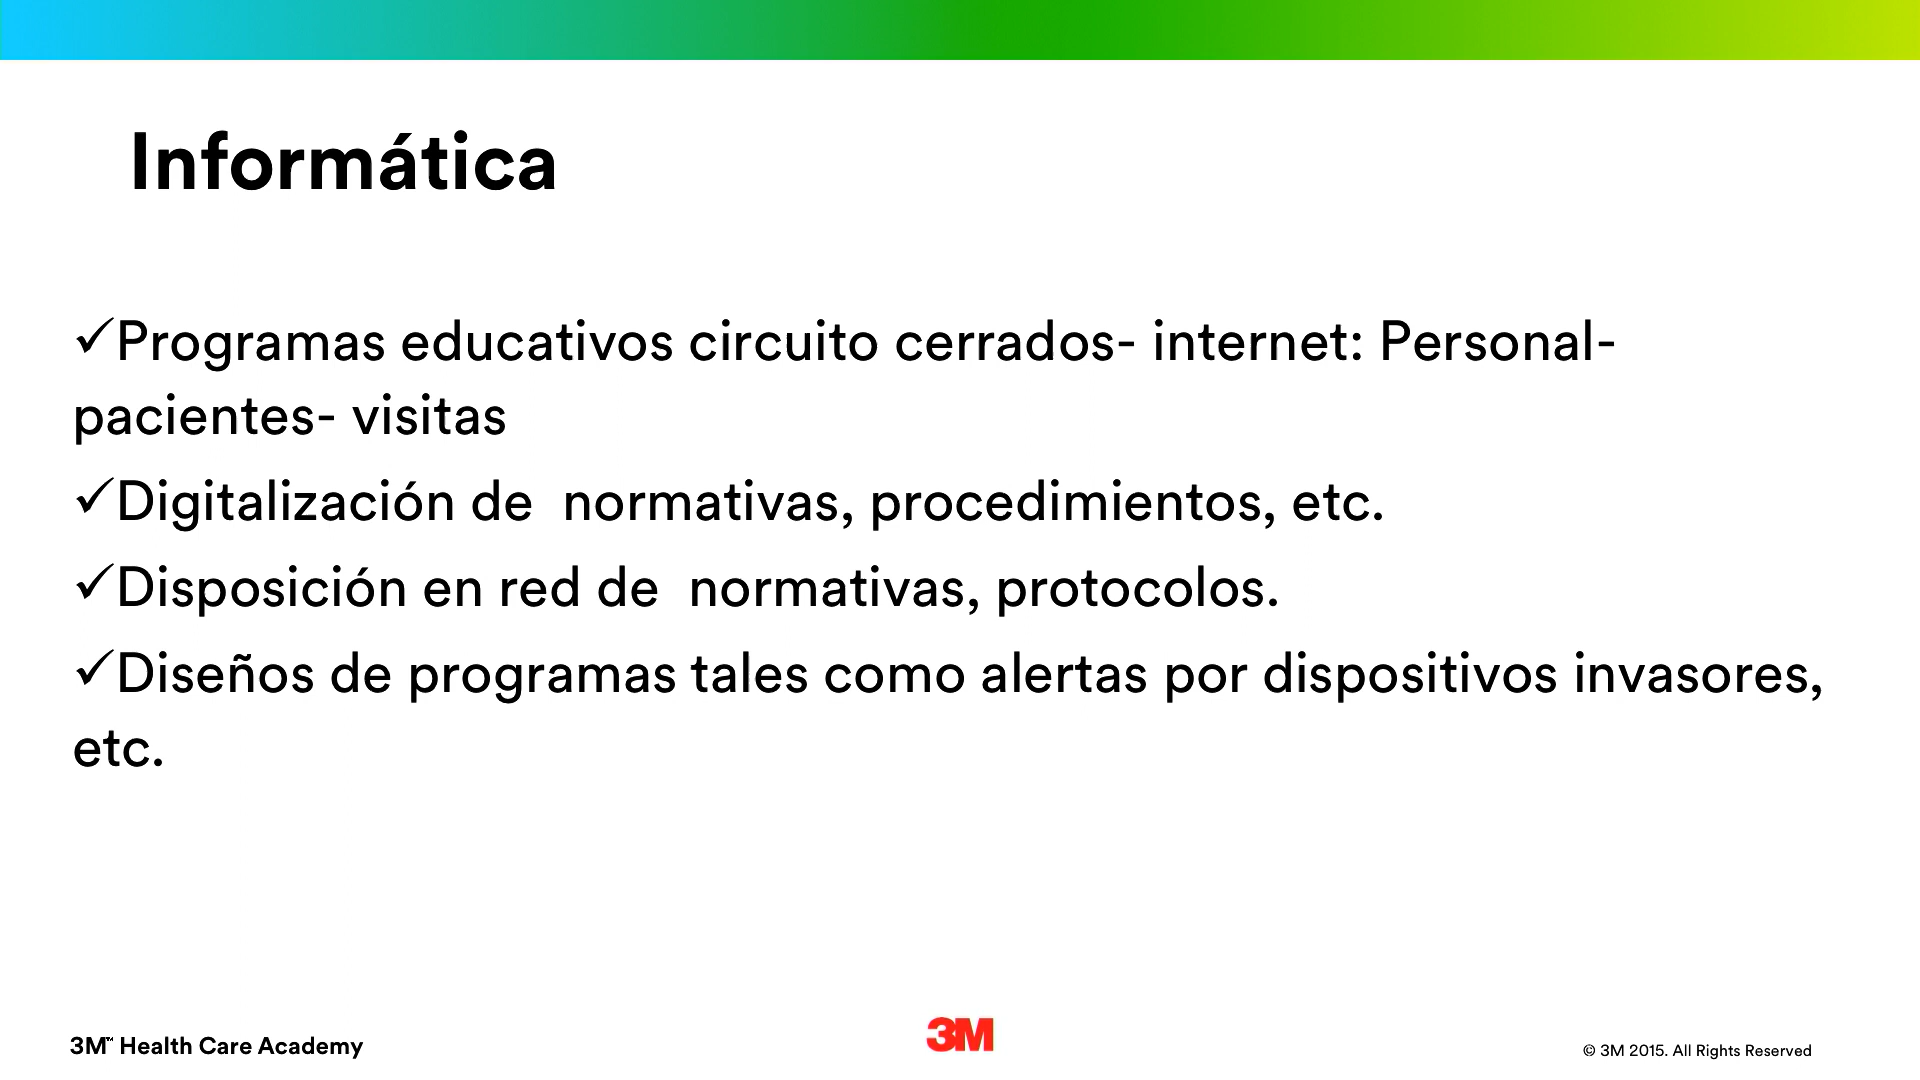 Informática
✓Programas educativos circuito cerrados- internet: Personal-
pacientes- visitas
✓Digitalización de  normativas, procedimientos, etc.
✓Disposición en red de  normativas, protocolos.
✓Diseños de programas tales como alertas por dispositivos invasores,
etc.
3M™ Health Care Academy
3M
© 3M 2015. All Rights Reserved